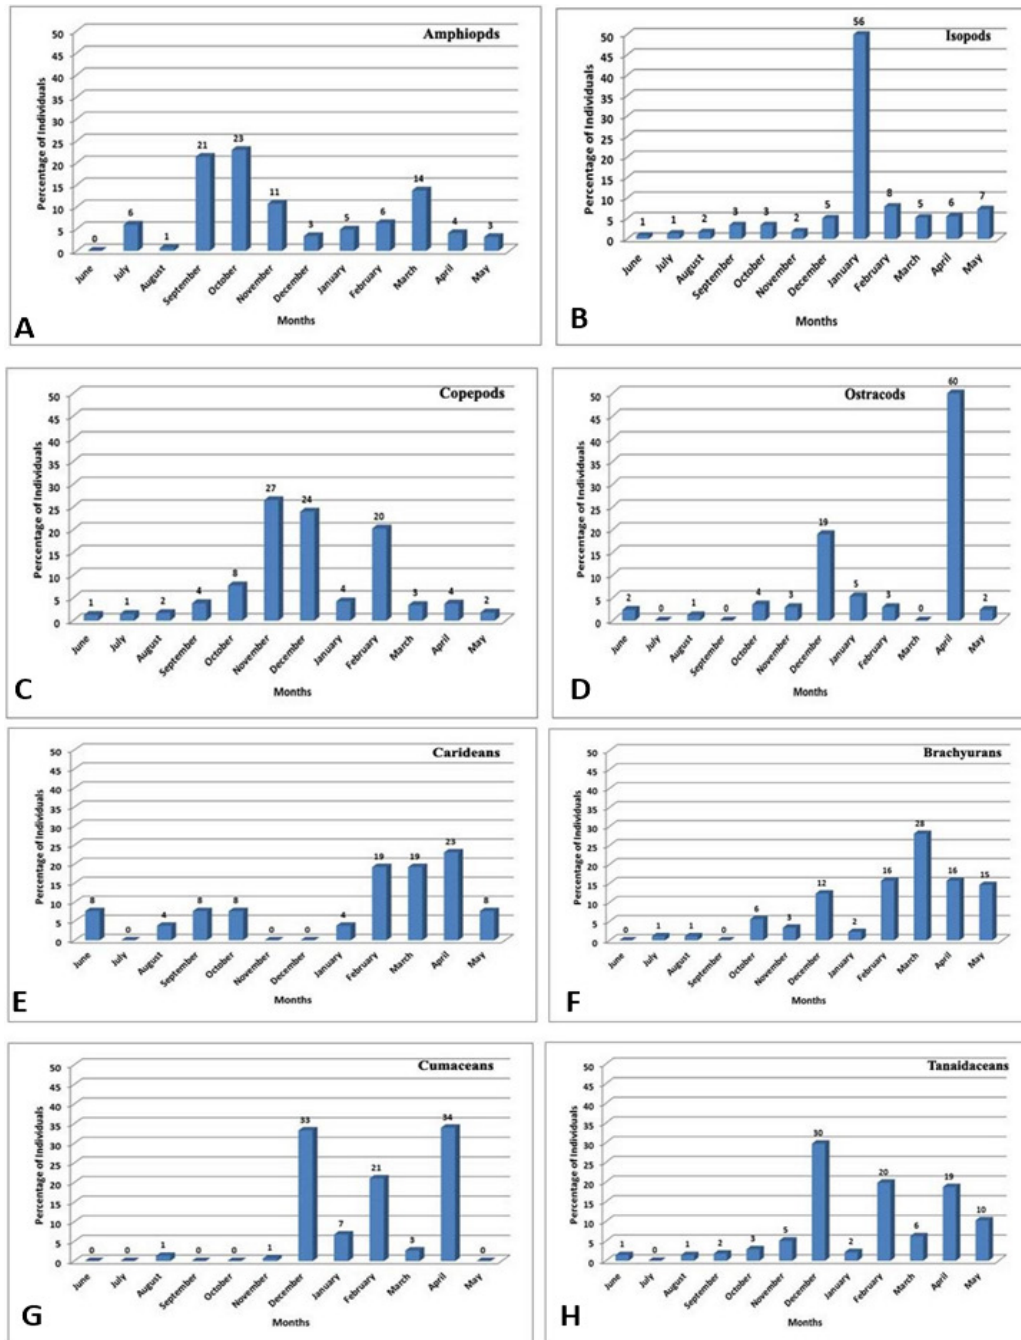 Amphiopds
50
45
40
35
30
25
20
15
10
5
0
Percentage of Individuals
0 6 1 21 23 11 3 5 6 14 4 3
June July August September October November December January February March April May
Months
A
Isopods
50
45
40
35
30
25
20
15
10
5
0
Percentage of Individuals
1 1 2 3 3 2 5 56 8 5 6 7
June July August September October November December January February March April May
Months
B
Copepods
50
45
40
35
30
25
20
15
10
5
0
Percentage of Individuals
1 1 2 4 8 27 24 4 20 3 4 2
June July August September October November December January February March April May
Months
C
Ostracods
50
45
40
35
30
25
20
15
10
5
0
Percentage of Individuals
2 0 1 0 4 3 19 5 3 0 60 2
June July August September October November December January February March April May
Months
D
Carideans
50
45
40
35
30
25
20
15
10
5
0
Percentage of Individuals
8 0 4 8 8 0 0 4 19 19 23 8
June July August September October November December January February March April May
Months
E
Brachyurans
50
45
40
35
30
25
20
15
10
5
0
Percentage of Individuals
0 1 1 0 6 3 12 2 16 28 16 15
June July August September October November December January February March April May
Months
F
Cumaceans
50
45
40
35
30
25
20
15
10
5
0
Percentage of Individuals
0 0 1 0 0 1 33 7 21 3 34 0
June July August September October November December January February March April May
Months
G
Tanaidaceans
50
45
40
35
30
25
20
15
10
5
0
Percentage of Individuals
1 0 1 2 3 5 30 2 20 6 19 10
June July August September October November December January February March April May
Months
H